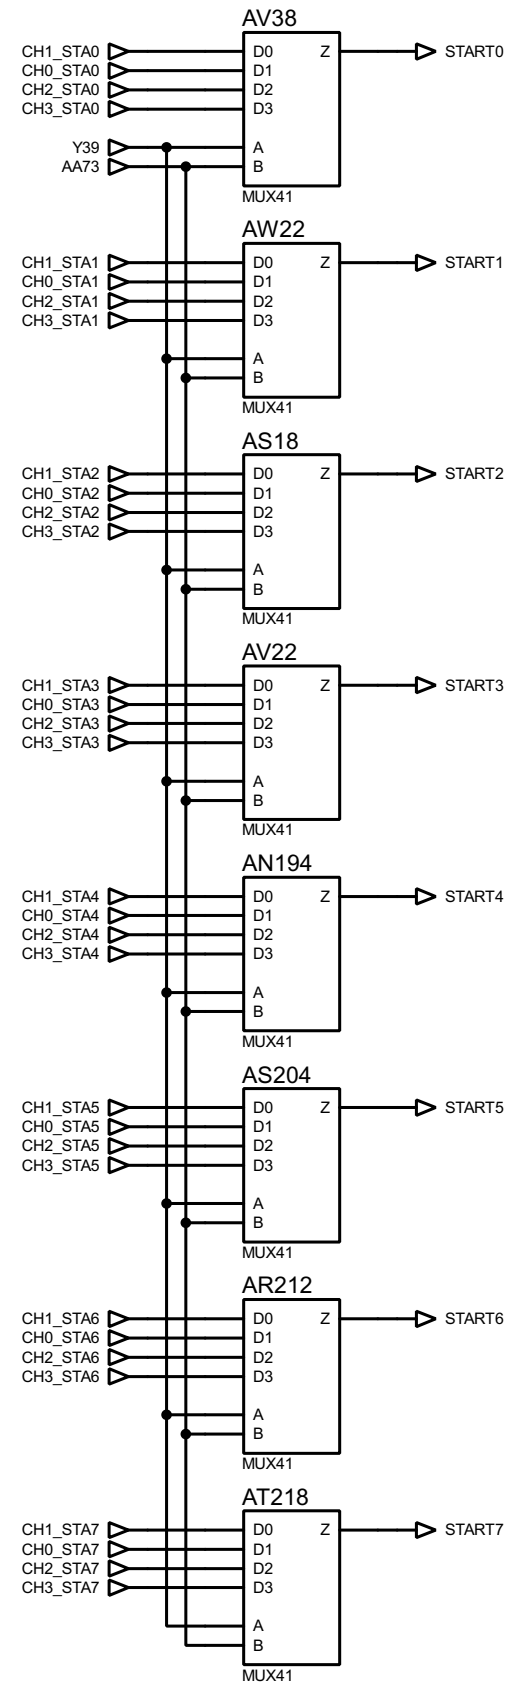 AV38
CH1_STA0 D0 Z START0
CH0_STA0 D1
CH2_STA0 D2
CH3_STA0 D3
Y39 A
AA73 B
MUX41
AW22
CH1_STA1 D0 Z START1
CH0_STA1 D1
CH2_STA1 D2
CH3_STA1 D3
A
B
MUX41
AS18
CH1_STA2 D0 Z START2
CH0_STA2 D1
CH2_STA2 D2
CH3_STA2 D3
A
B
MUX41
AV22
CH1_STA3 D0 Z START3
CH0_STA3 D1
CH2_STA3 D2
CH3_STA3 D3
A
B
MUX41
AN194
CH1_STA4 D0 Z START4
CH0_STA4 D1
CH2_STA4 D2
CH3_STA4 D3
A
B
MUX41
AS204
CH1_STA5 D0 Z START5
CH0_STA5 D1
CH2_STA5 D2
CH3_STA5 D3
A
B
MUX41
AR212
CH1_STA6 D0 Z START6
CH0_STA6 D1
CH2_STA6 D2
CH3_STA6 D3
A
B
MUX41
AT218
CH1_STA7 D0 Z START7
CH0_STA7 D1
CH2_STA7 D2
CH3_STA7 D3
A
B
MUX41